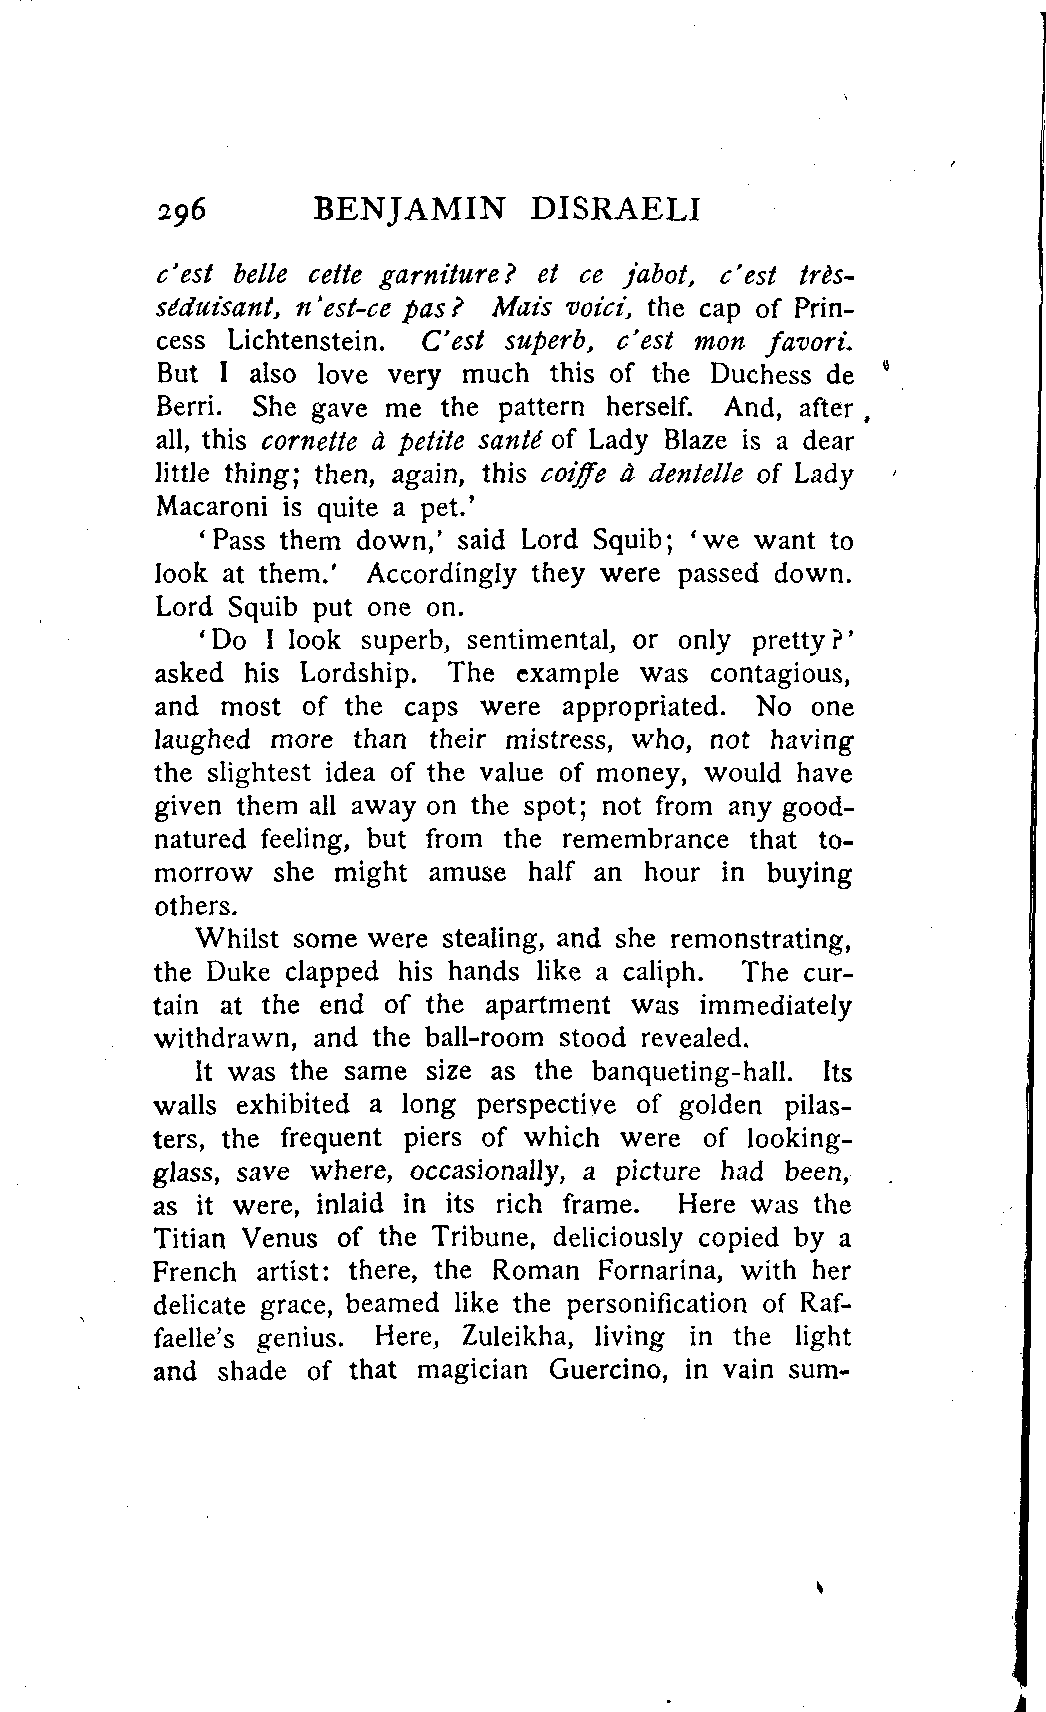 296 BENJAMIN DISRAELI
c'est belle cette garniture? et ce jabot, c'est très-
séduisant, n'est-ce pas? Mais voici, the cap of Prin-
cess Lichtenstein. C'est superb, c'est mon favori.
But I also love very much this of the Duchess de
Berri. She gave me the pattern herself. And, after
all, this cornette à petite santé of Lady Blaze is a dear
little thing; then, again, this coiffe à dentelle of Lady
Macaroni is quite a pet.'
'Pass them down,' said Lord Squib; 'we want to
look at them.' Accordingly they were passed down.
Lord Squib put one on.
'Do I look superb, sentimental, or only pretty?'
asked his Lordship. The example was contagious,
and most of the caps were appropriated. No one
laughed more than their mistress, who, not having
the slightest idea of the value of money, would have
given them all away on the spot; not from any good-
natured feeling, but from the remembrance that to-
morrow she might amuse half an hour in buying
others.
Whilst some were stealing, and she remonstrating,
the Duke clapped his hands like a caliph. The cur-
tain at the end of the apartment was immediately
withdrawn, and the ball-room stood revealed.
It was the same size as the banqueting-hall. Its
walls exhibited a long perspective of golden pilas-
ters, the frequent piers of which were of looking-
glass, save where, occasionally, a picture had been,
as it were, inlaid in its rich frame. Here was the
Titian Venus of the Tribune, deliciously copied by a
French artist: there, the Roman Fornarina, with her
delicate grace, beamed like the personification of Raf-
faelle's genius. Here, Zuleikha, living in the light
and shade of that magician Guercino, in vain sum-